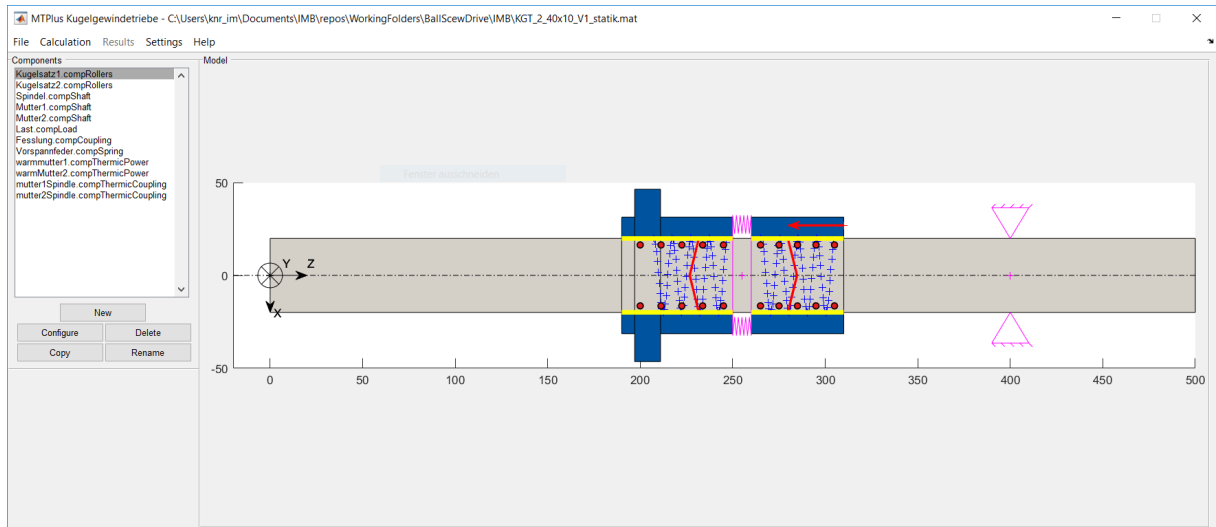 MTPlus Kugelgewindetriebe - C:\Users\knr_im\Documents\IMB\repos\WorkingFolders\BallScewDrive\IMB\KGT_2_40x10_V1_statik.mat
File Calculation Results Settings Help
Components
Kugelsatz1.compRollers
Kugelsatz2.compRollers
Spindel.compShaft
Mutter1.compShaft
Mutter2.compShaft
Last.compLoad
Fesslung.compCoupling
Vorspannfeder.compSpring
warmmutter1.compThermicPower
warmMutter2.compThermicPower
mutter1Spindle.compThermicCoupling
mutter2Spindle.compThermicCoupling
New
Configure Delete
Copy Rename
Model
Fenster ausschneiden
50
0
-50
Y Z
X
0 50 100 150 200 250 300 350 400 450 500